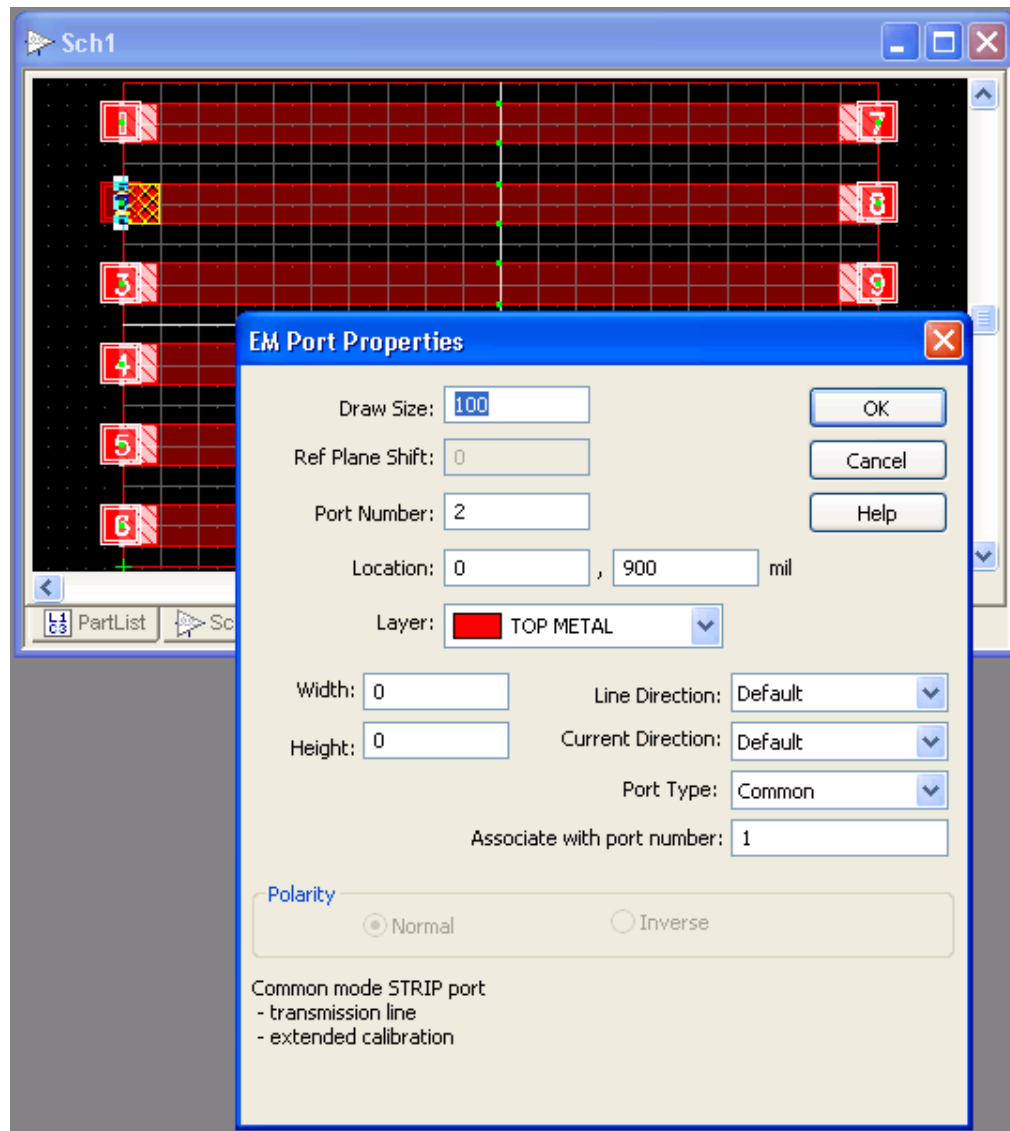 Sch1
1 7
2 8
3 9
4
5
6
PartList Sc
EM Port Properties
Draw Size: 100 OK
Ref Plane Shift: 0 Cancel
Port Number: 2 Help
Location: 0 , 900 mil
Layer: TOP METAL
Width: 0 Line Direction: Default
Height: 0 Current Direction: Default
Port Type: Common
Associate with port number: 1
Polarity
Normal Inverse
Common mode STRIP port
- transmission line
- extended calibration